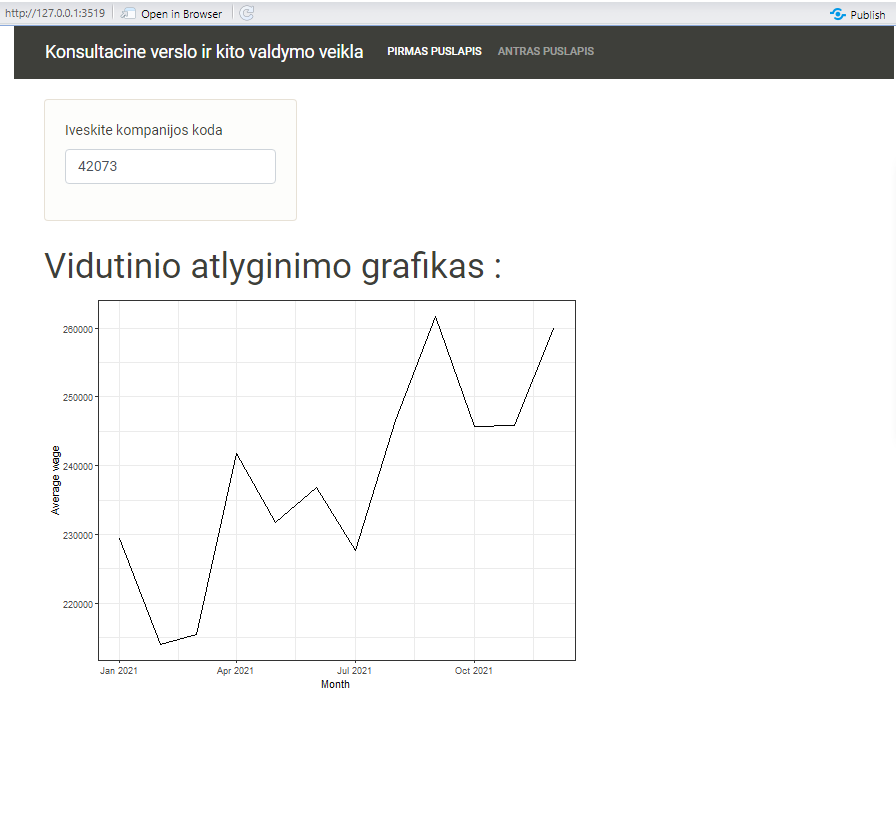 http://127.0.0.1:3519 Open in Browser Publish
Konsultacine verslo ir kito valdymo veikla PIRMAS PUSLAPIS ANTRAS PUSLAPIS
Iveskite kompanijos koda
42073
Vidutinio atlyginimo grafikas :
260000
250000
240000
230000
220000
Average wage
Jan 2021 Apr 2021 Jul 2021 Oct 2021
Month